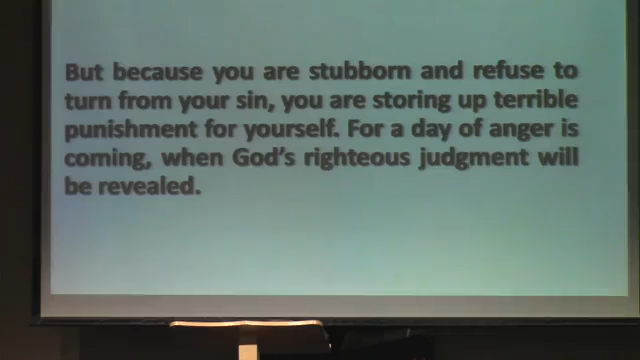 But because you are stubborn and refuse to
turn from your sin, you are storing up terrible
punishment for yourself. For a day of anger is
coming, when God's righteous judgment will
be revealed.